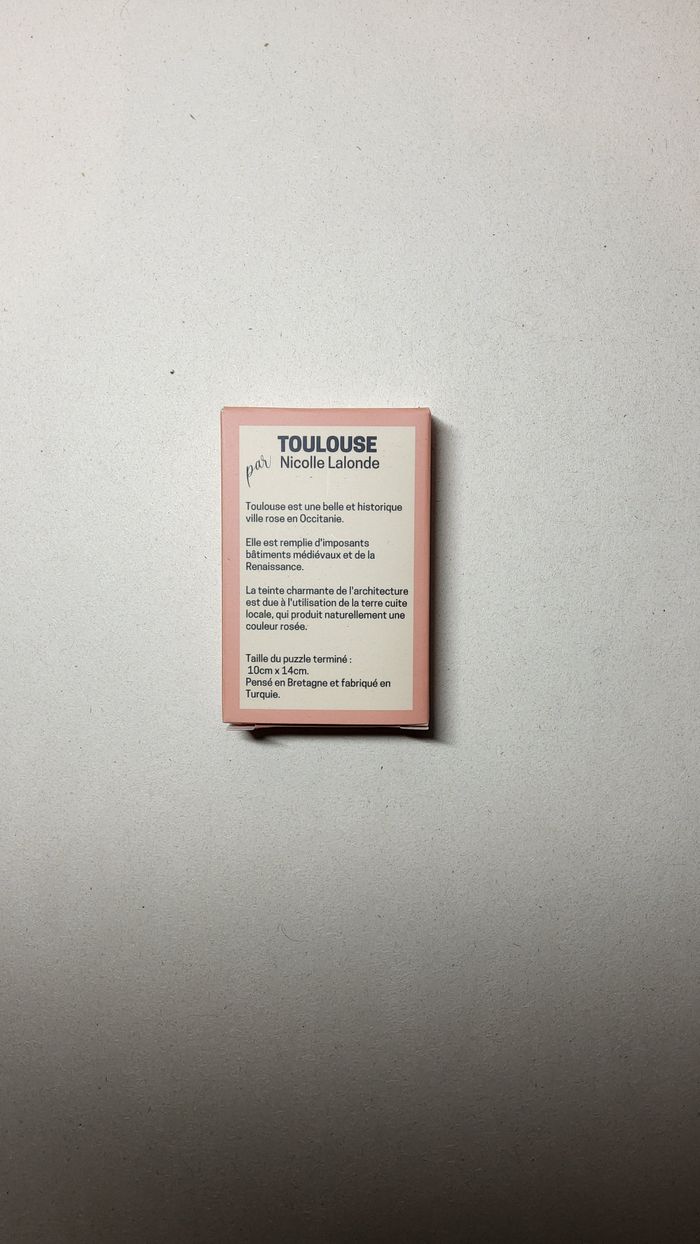 TOULOUSE
par Nicolle Lalonde
Toulouse est une belle et historique
ville rose en Occitanie.
Elle est remplie d'imposants
bâtiments médiévaux et de la
Renaissance.
La teinte charmante de l'architecture
est due à l'utilisation de la terre cuite
locale, qui produit naturellement une
couleur rosée.
Taille du puzzle terminé :
10cm x 14cm.
Pensé en Bretagne et fabriqué en
Turquie.